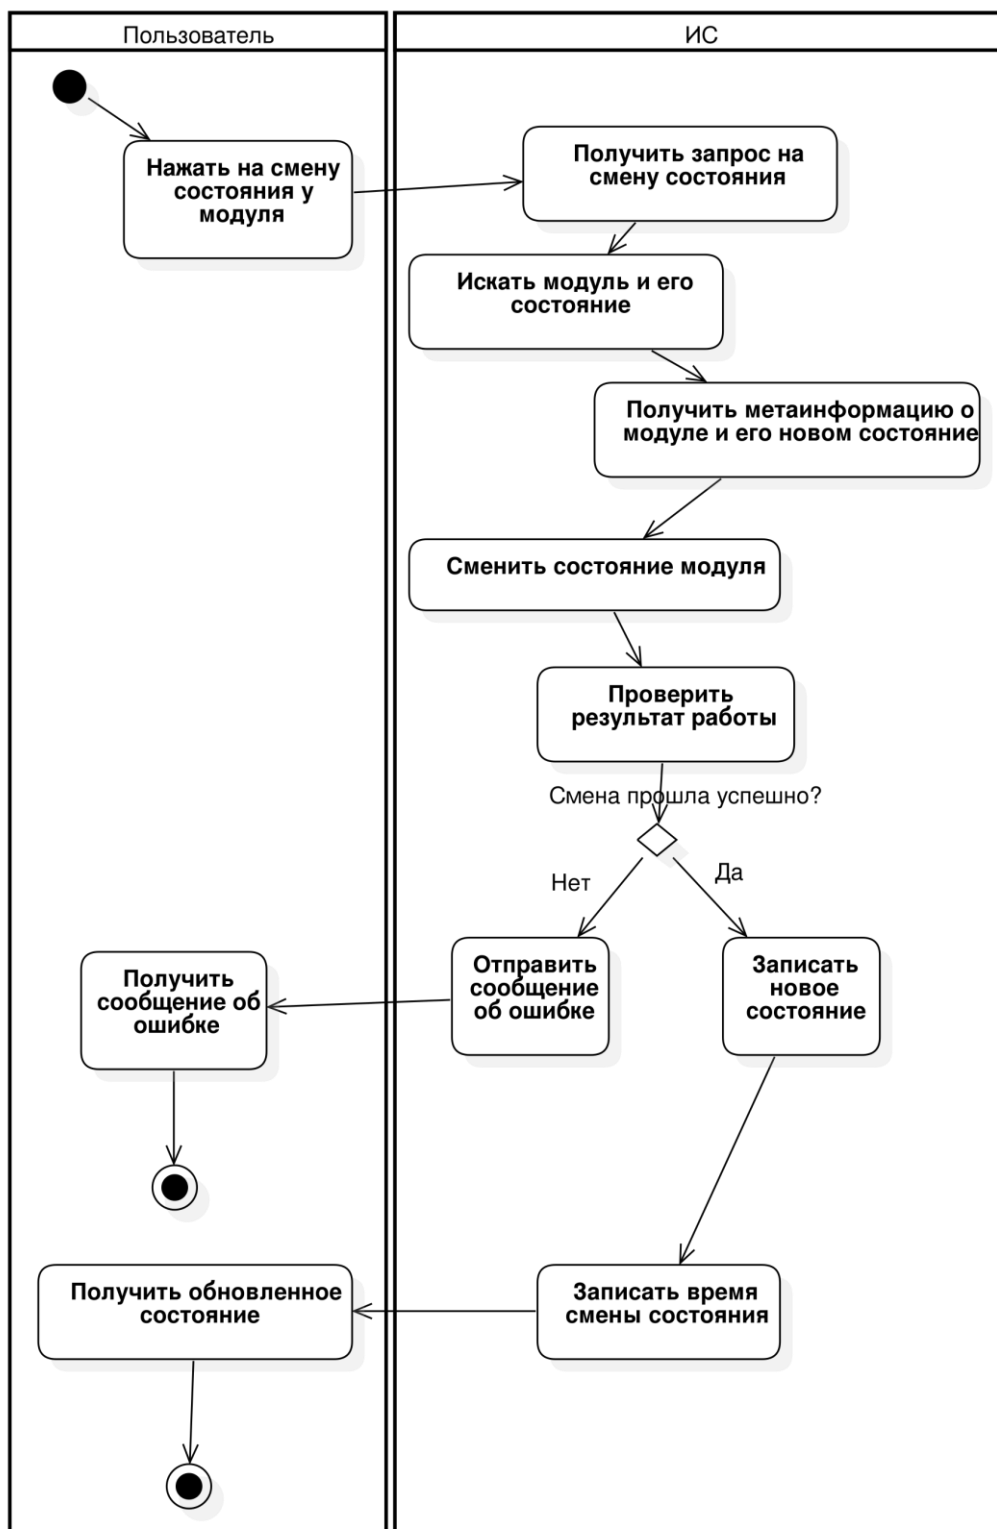 Пользователь
ИС
Нажать на смену
состояния у
модуля
Получить запрос на
смену состояния
Искать модуль и его
состояние
Получить метаинформацию о
модуле и его новом состояние
Сменить состояние модуля
Проверить
результат работы
Смена прошла успешно?
Нет
Да
Получить
сообщение об
ошибке
Отправить
сообщение
об ошибке
Записать
новое
состояние
Получить обновленное
состояние
Записать время
смены состояния